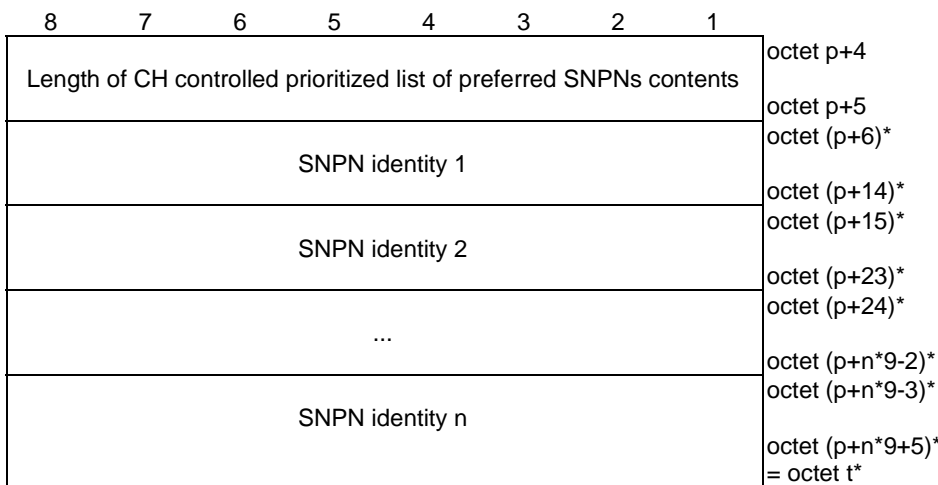 8 7 6 5 4 3 2 1
octet p+4
Length of CH controlled prioritized list of preferred SNPNs contents
octet p+5
octet (p+6)*
SNPN identity 1
octet (p+14)*
octet (p+15)*
SNPN identity 2
octet (p+23)*
octet (p+24)*
...
octet (p+n*9-2)*
octet (p+n*9-3)*
SNPN identity n
octet (p+n*9+5)*
= octet t*